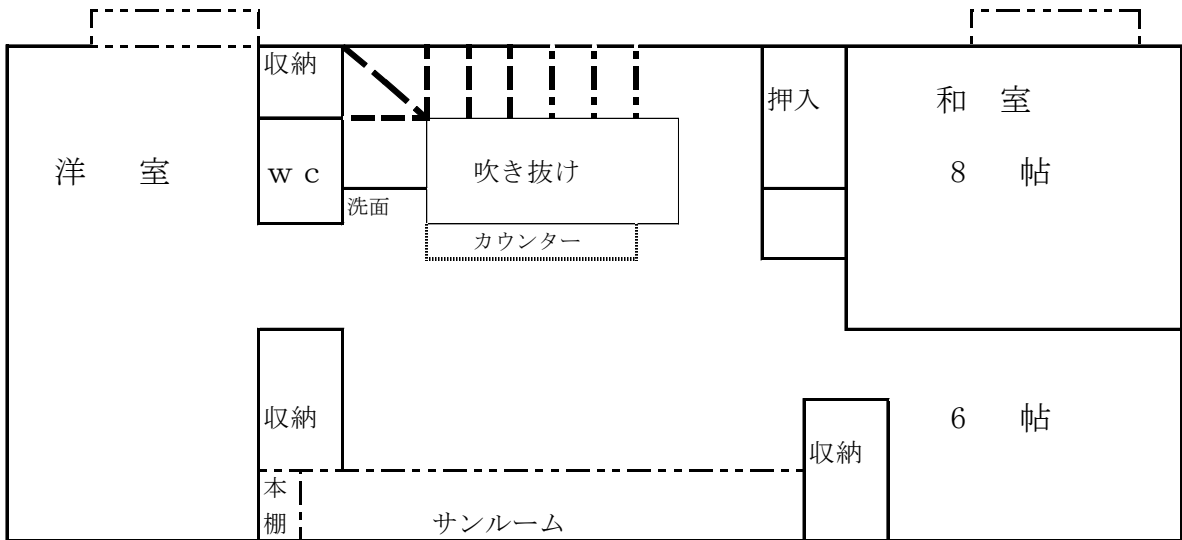 収納
押入
和 室
洋 室
ｗｃ
吹き抜け
8 帖
洗面
カウンター
収納
6 帖
収納
本棚
サンルーム